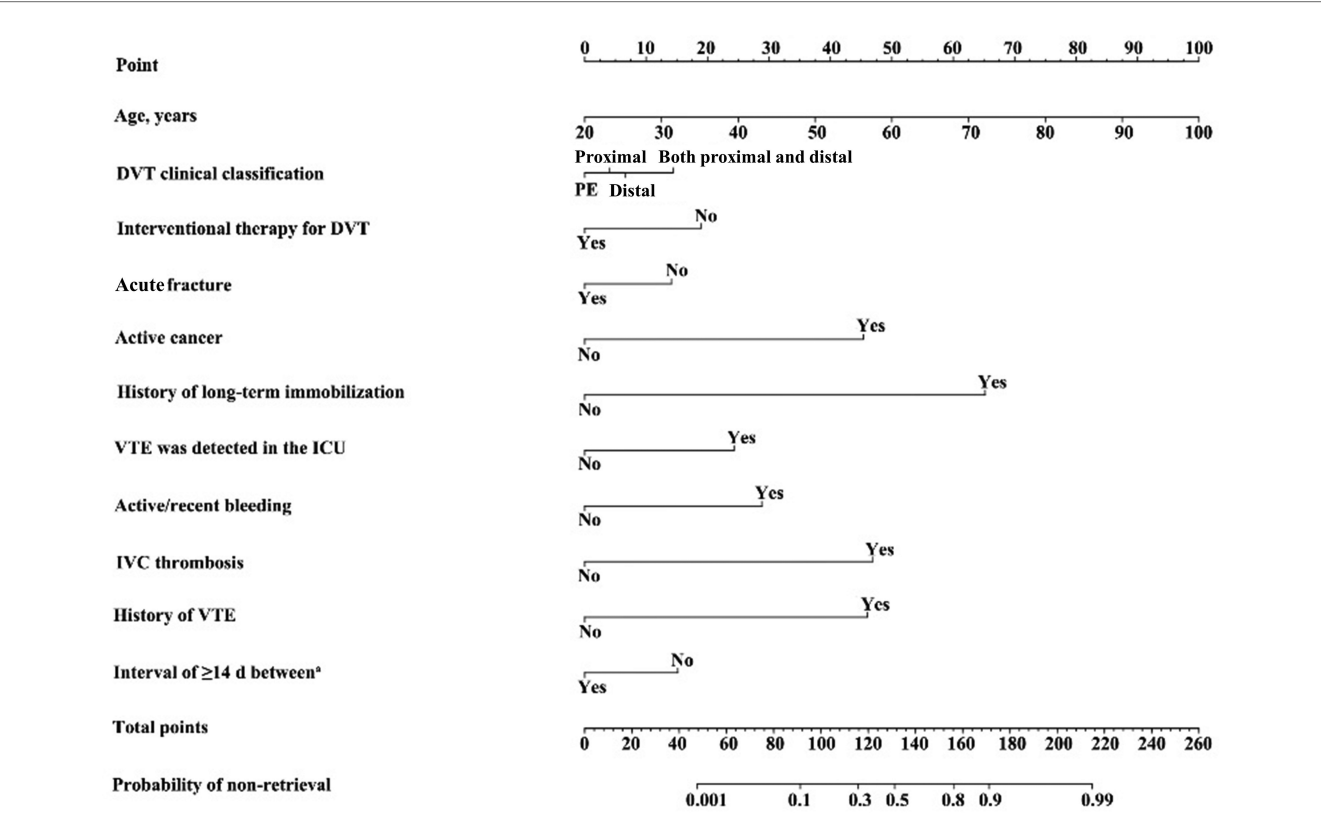 Point
0 10 20 30 40 50 60 70 80 90 100
Age, years
20 30 40 50 60 70 80 90 100
Proximal Both proximal and distal
DVT clinical classification
PE Distal
No
Interventional therapy for DVT
Yes
No
Acute fracture
Yes
Yes
Active cancer
No
Yes
History of long-term immobilization
No
Yes
VTE was detected in the ICU
No
Yes
Active/recent bleeding
No
Yes
IVC thrombosis
No
Yes
History of VTE
No
No
Interval of ≥14 d betweenᵃ
Yes
Total points
0 20 40 60 80 100 120 140 160 180 200 220 240 260
Probability of non-retrieval
0.001 0.1 0.3 0.5 0.8 0.9 0.99